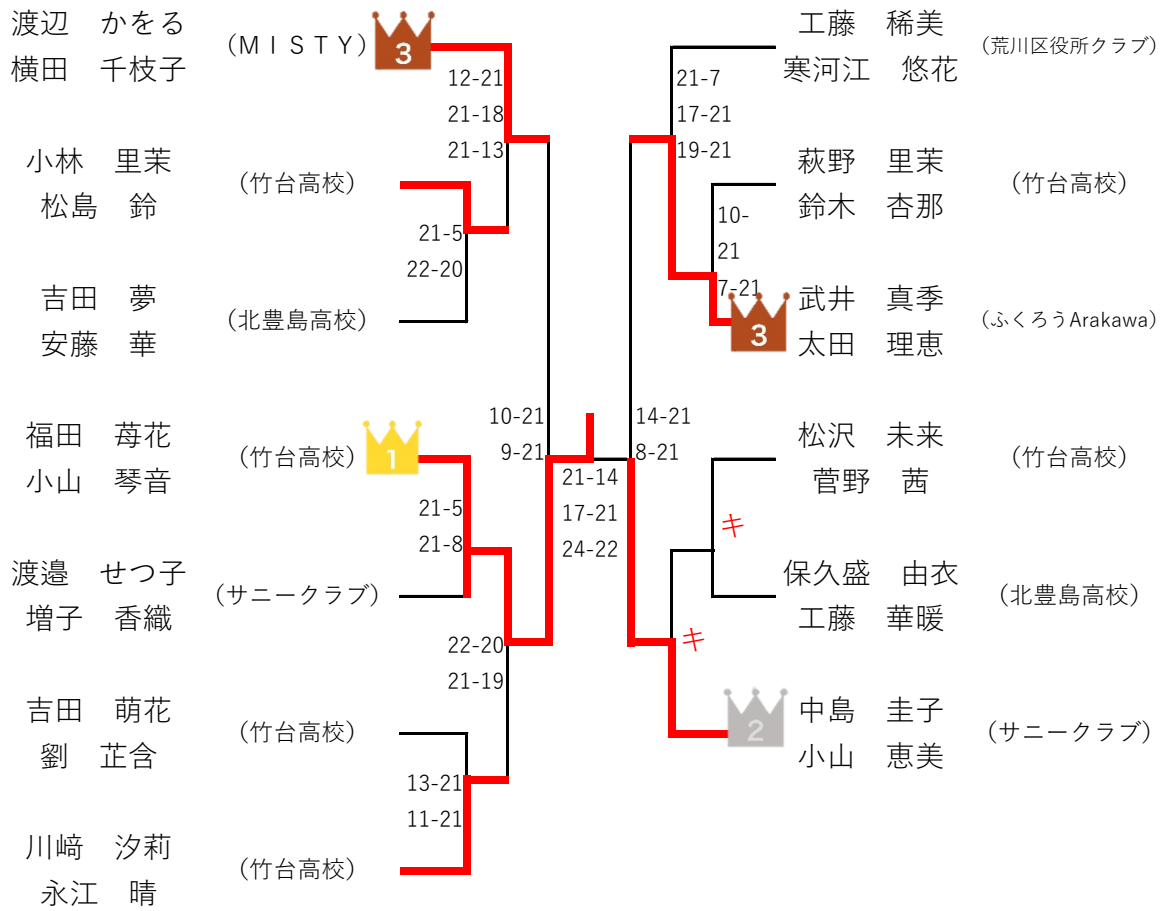 渡辺　かをる
横田　千枝子
(ＭＩＳＴＹ)
3
12-21
21-18
21-13
小林　里茉
松島　鈴
(竹台高校)
21-5
22-20
吉田　夢
安藤　華
(北豊島高校)
福田　苺花
小山　琴音
(竹台高校)
1
21-5
21-8
渡邉　せつ子
増子　香織
(サニークラブ)
22-20
21-19
吉田　萌花
劉　芷含
(竹台高校)
13-21
11-21
川﨑　汐莉
永江　晴
(竹台高校)
10-21
9-21
21-14
17-21
24-22
14-21
8-21
工藤　稀美
寒河江　悠花
(荒川区役所クラブ)
21-7
17-21
19-21
萩野　里茉
鈴木　杏那
(竹台高校)
10-
21
7-21
武井　真季
太田　理恵
(ふくろうArakawa)
3
松沢　未来
菅野　茜
(竹台高校)
キ
保久盛　由衣
工藤　華暖
(北豊島高校)
キ
中島　圭子
小山　恵美
(サニークラブ)
2